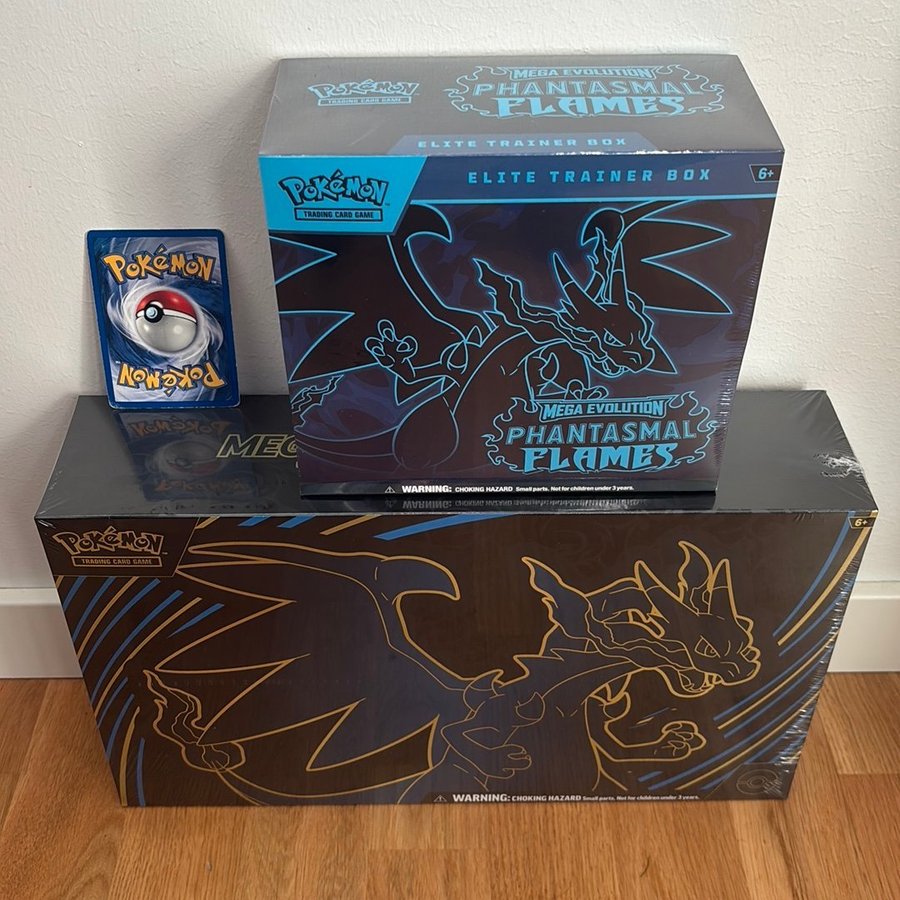 POKéMON
TRADING CARD GAME
MEGA EVOLUTION
PHANTASMAL
FLAMES
ELITE TRAINER BOX
POKéMON
TRADING CARD GAME
ELITE TRAINER BOX
6+
MEGA EVOLUTION
PHANTASMAL
FLAMES
WARNING: CHOKING HAZARD Small parts. Not for children under 3 years.
POKéMON
POKéMON
POKéMON
TRADING CARD GAME
6+
WARNING: CHOKING HAZARD Small parts. Not for children under 3 years.